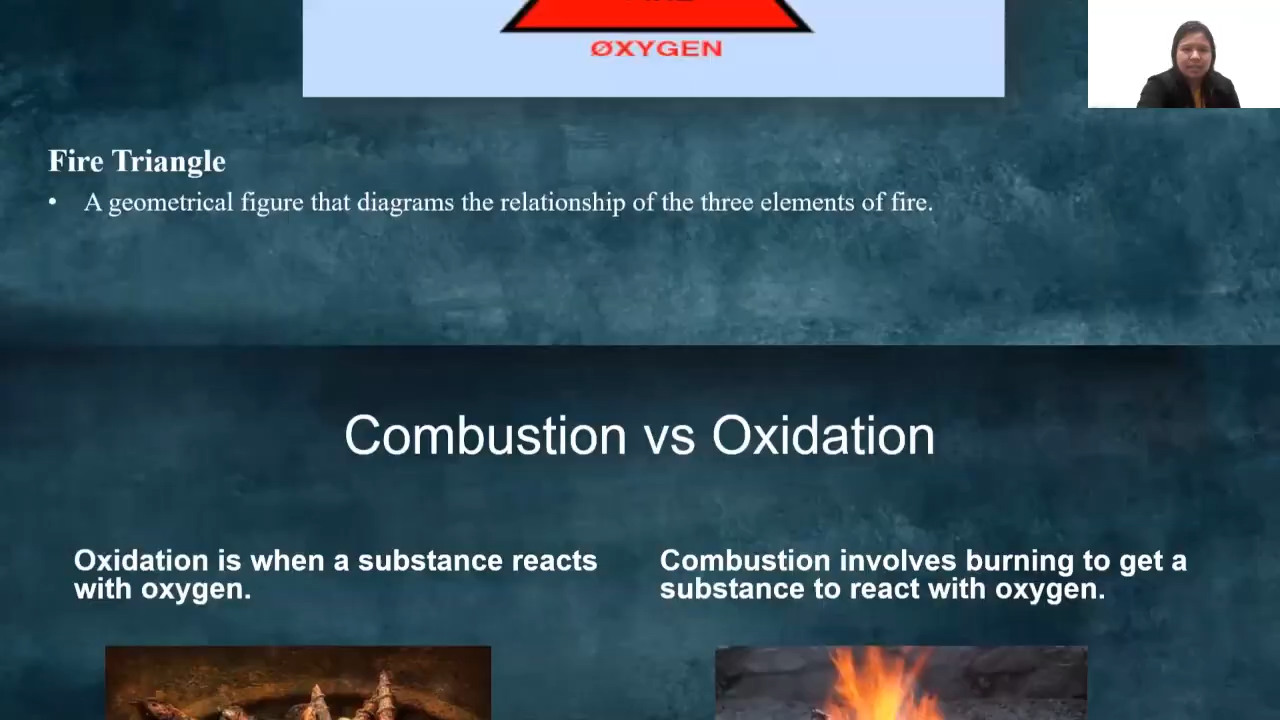 ØXYGEN
Fire Triangle
• A geometrical figure that diagrams the relationship of the three elements of fire.
Combustion vs Oxidation
Oxidation is when a substance reacts
with oxygen.
Combustion involves burning to get a
substance to react with oxygen.